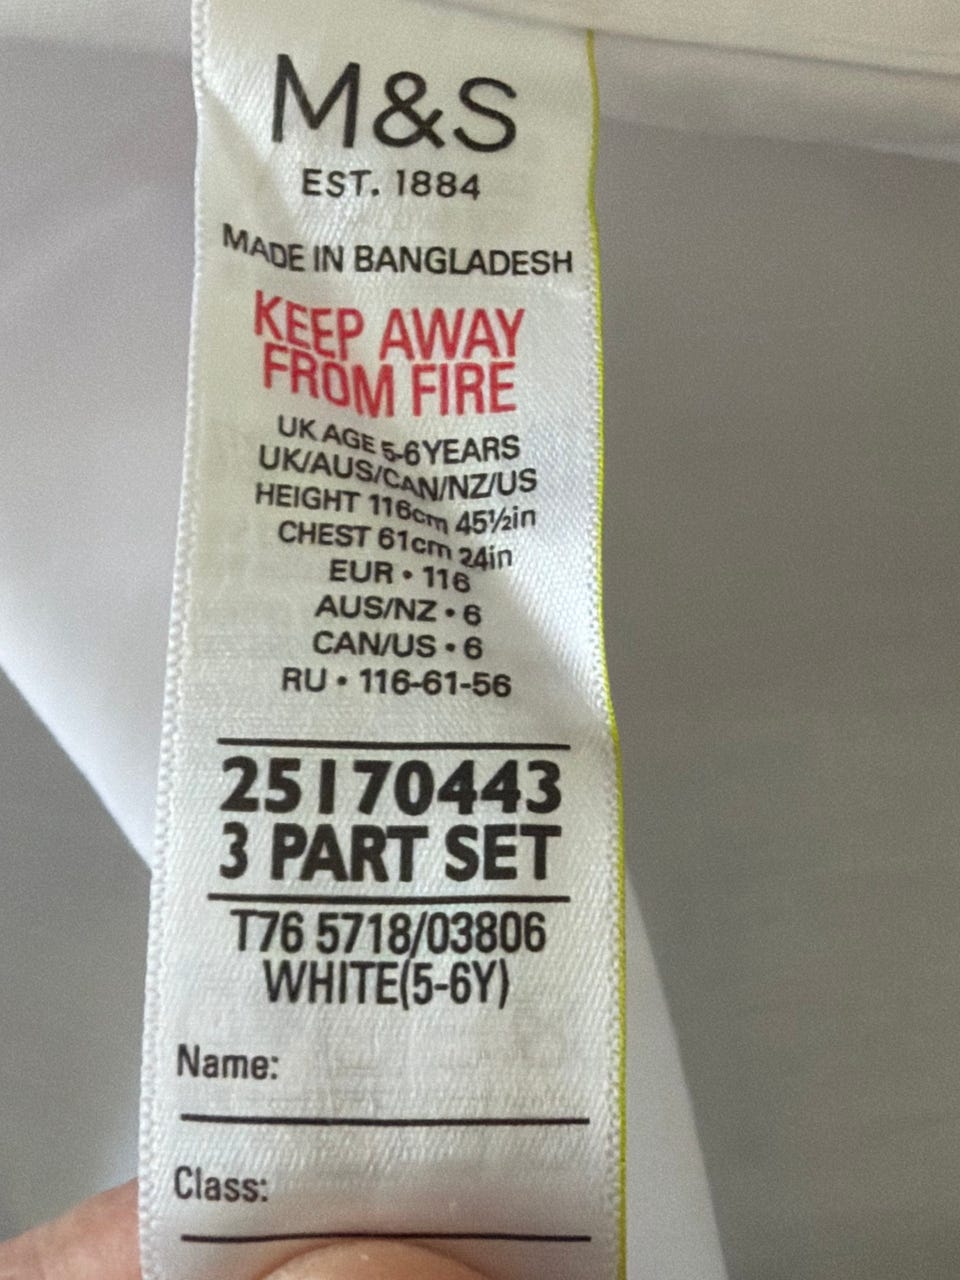 M&S
EST. 1884
MADE IN BANGLADESH
KEEP AWAY
FROM FIRE
UK AGE 5-6YEARS
UK/AUS/CAN/NZ/US
HEIGHT 116cm 45½in
CHEST 61cm 24in
EUR • 116
AUS/NZ • 6
CAN/US • 6
RU • 116-61-56
25170443
3 PART SET
T76 5718/03806
WHITE(5-6Y)
Name:
Class: